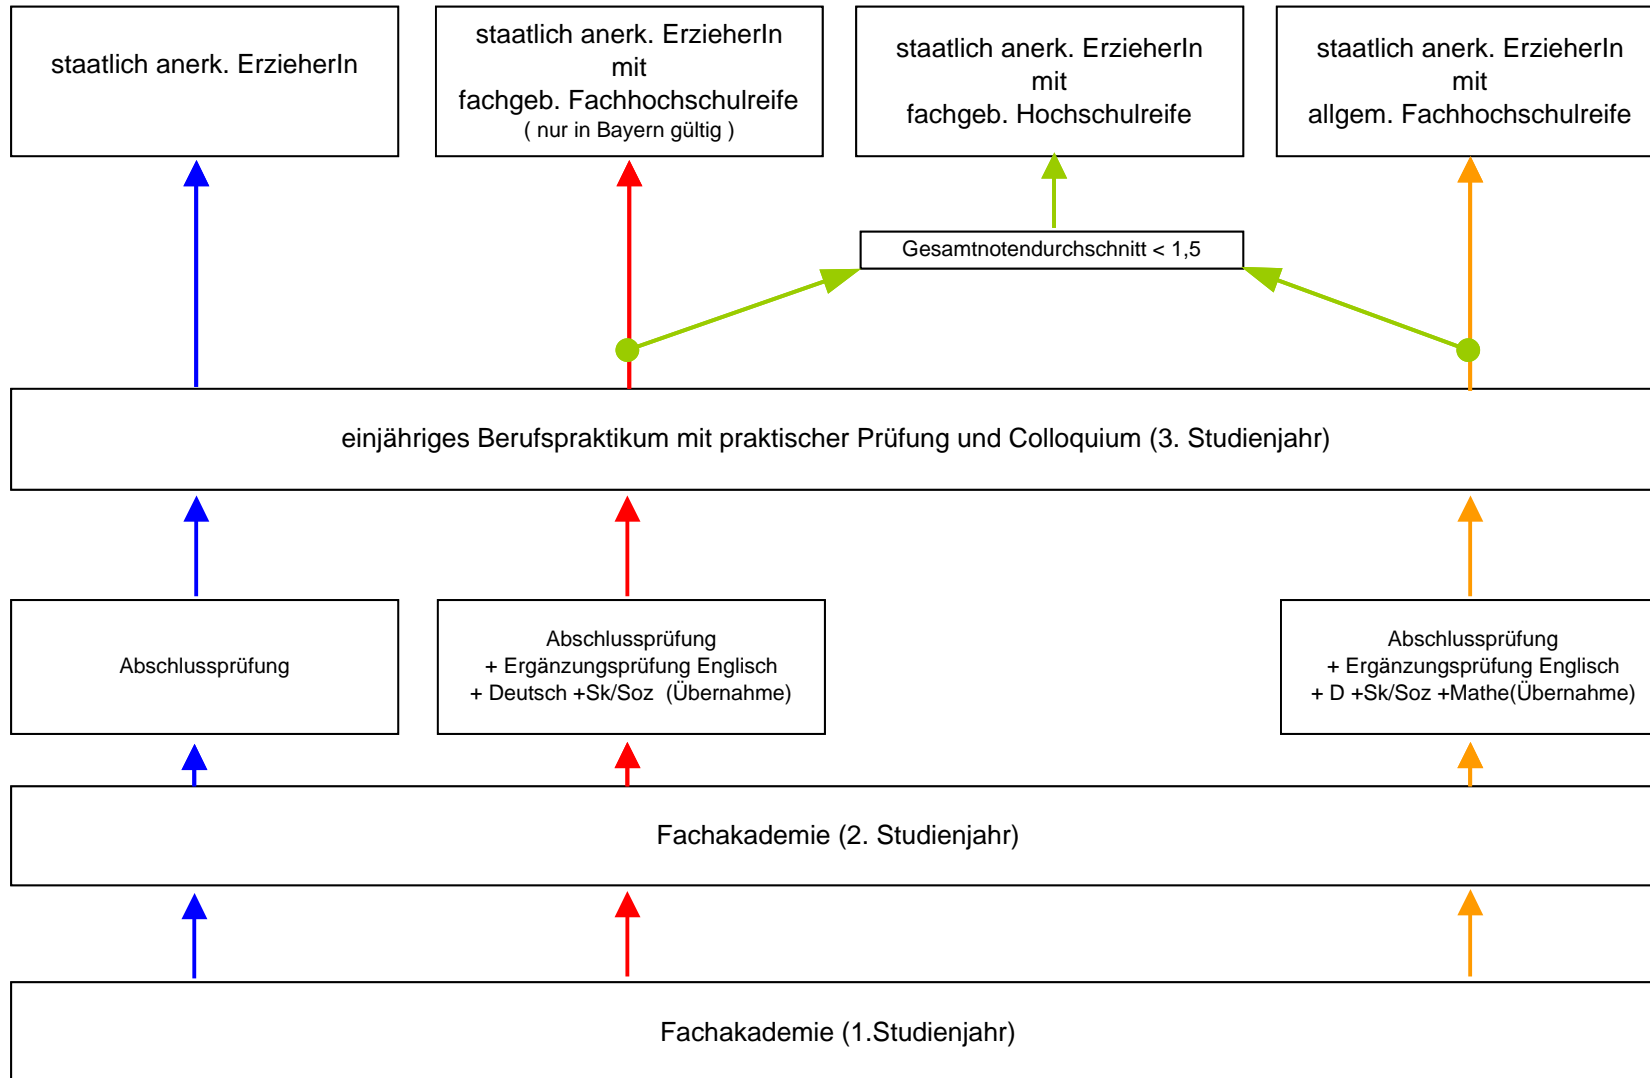 staatlich anerk. ErzieherIn
staatlich anerk. ErzieherIn
mit
fachgeb. Fachhochschulreife
( nur in Bayern gültig )
staatlich anerk. ErzieherIn
mit
fachgeb. Hochschulreife
staatlich anerk. ErzieherIn
mit
allgem. Fachhochschulreife
Gesamtnotendurchschnitt < 1,5
einjähriges Berufspraktikum mit praktischer Prüfung und Colloquium (3. Studienjahr)
Abschlussprüfung
Abschlussprüfung
+ Ergänzungsprüfung Englisch
+ Deutsch +Sk/Soz (Übernahme)
Abschlussprüfung
+ Ergänzungsprüfung Englisch
+ D +Sk/Soz +Mathe(Übernahme)
Fachakademie (2. Studienjahr)
Fachakademie (1.Studienjahr)